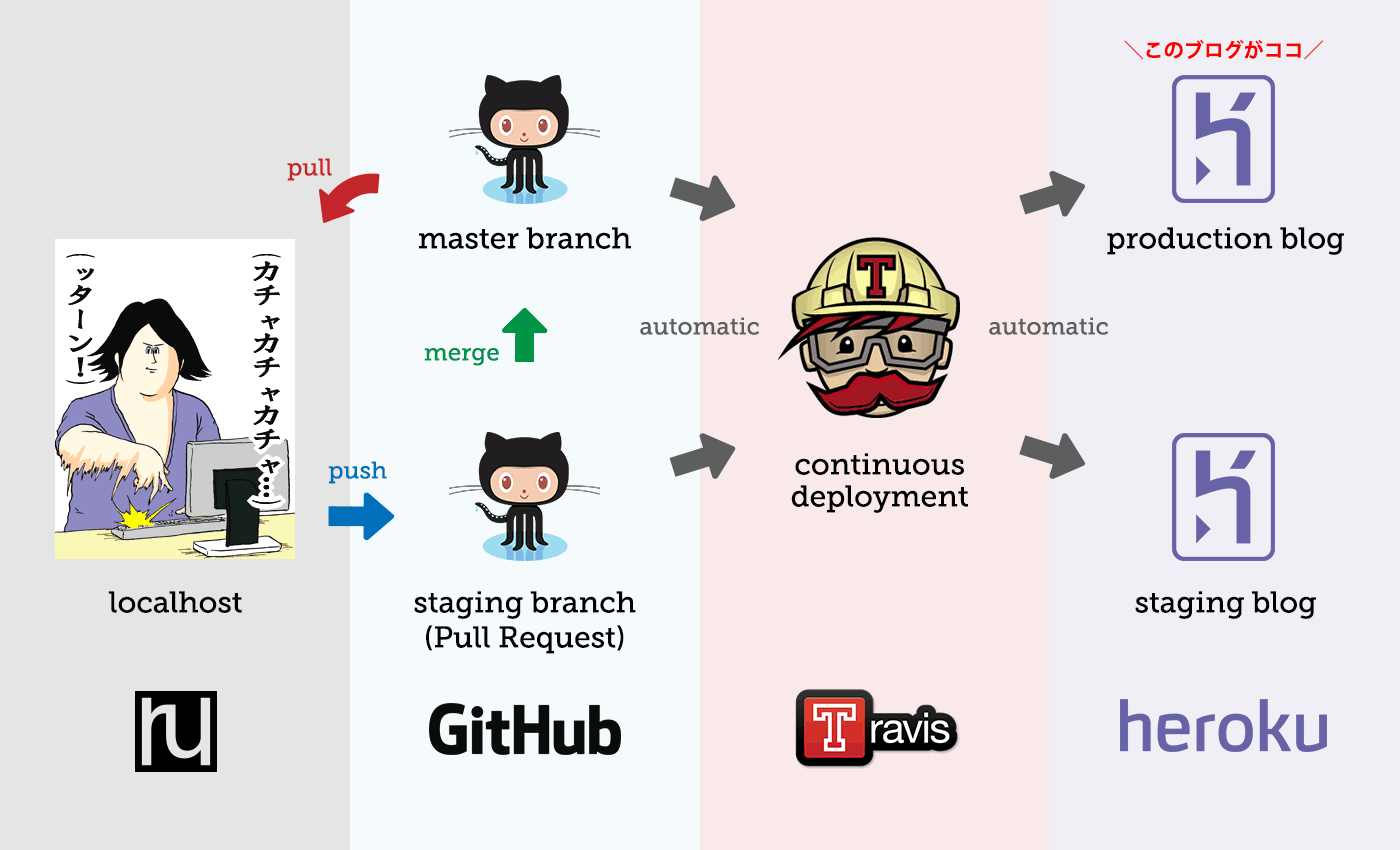 ＼このブログがココ／
pull
master branch
production blog
(カチャカチャカチャ…)
(ッターン！)
merge
automatic
T
automatic
push
continuous
deployment
localhost
staging branch
(Pull Request)
staging blog
ru
GitHub
Travis
heroku